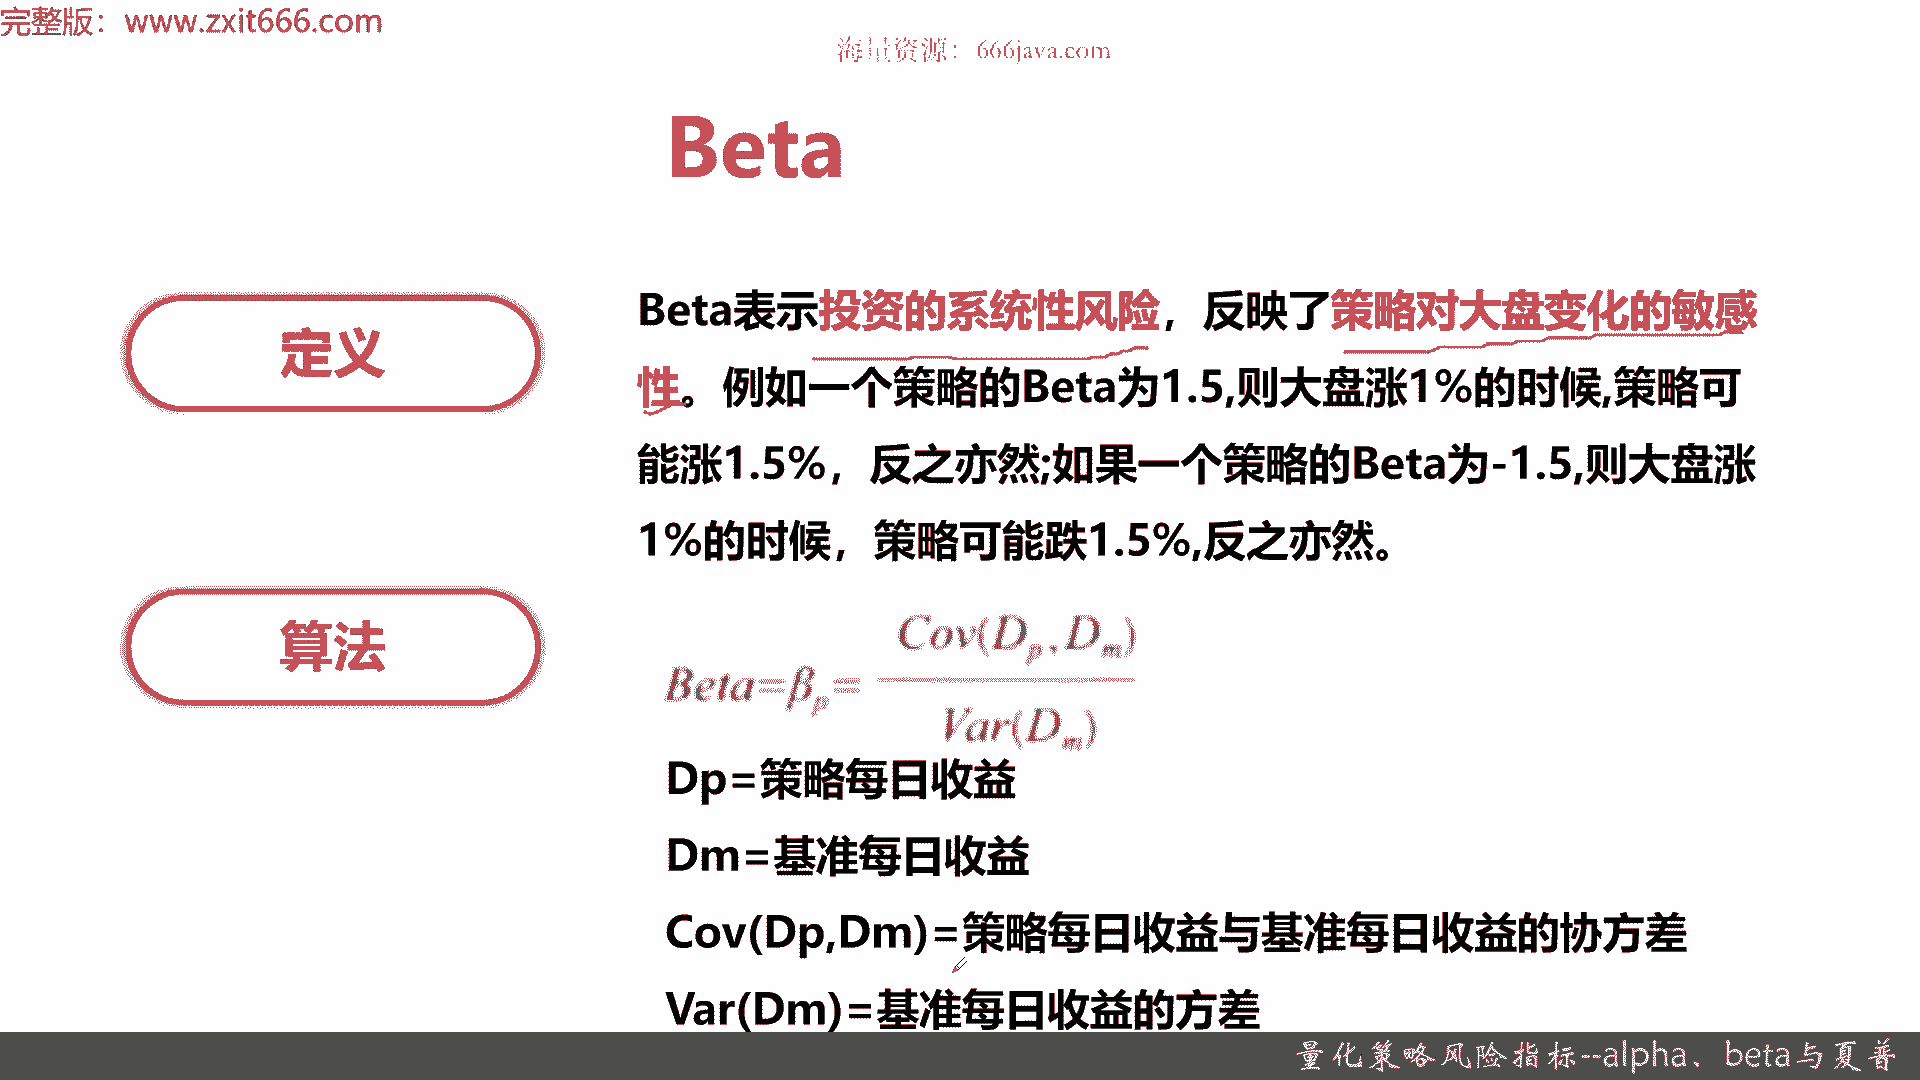 完整版：www.zxit666.com
海量资源：666java.com
Beta
定义
Beta表示投资的系统性风险，反映了策略对大盘变化的敏感
性。例如一个策略的Beta为1.5,则大盘涨1%的时候,策略可
能涨1.5%，反之亦然;如果一个策略的Beta为-1.5,则大盘涨
1%的时候，策略可能跌1.5%,反之亦然。
算法
Beta=βp=Cov(Dp,Dm)
Var(Dm)
Dp=策略每日收益
Dm=基准每日收益
Cov(Dp,Dm)=策略每日收益与基准每日收益的协方差
Var(Dm)=基准每日收益的方差
量化策略风险指标--alpha、beta与夏普